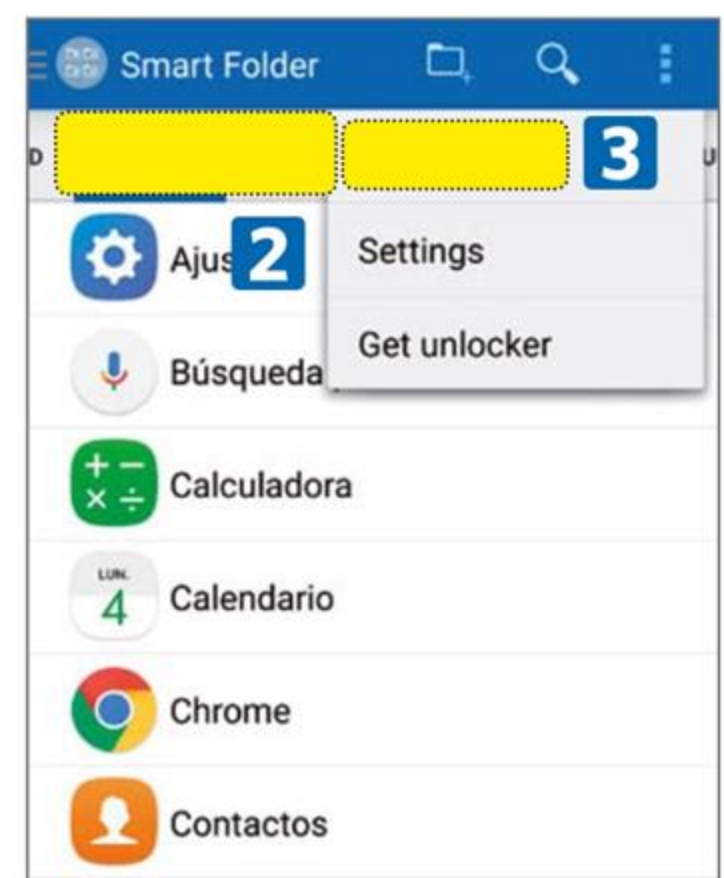 Smart Folder
D
3
U
Ajus
2
Settings
Búsqueda
Get unlocker
Calculadora
LUN.
4
Calendario
Chrome
Contactos